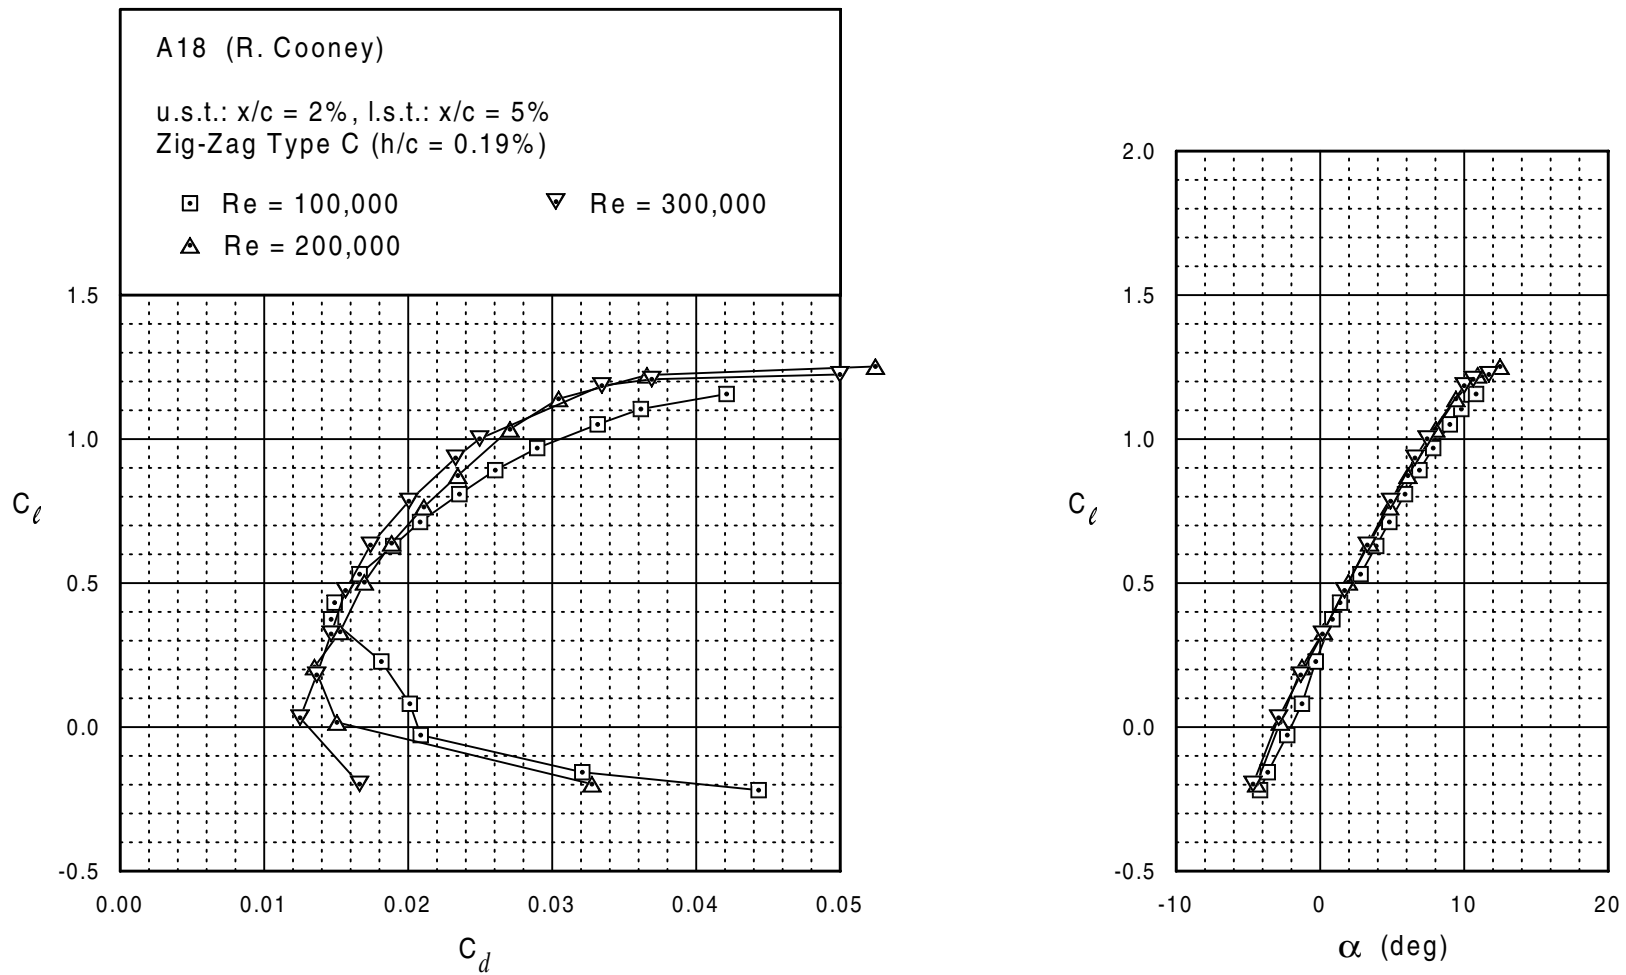 A18 (R. Cooney)
u.s.t.: x/c = 2%, l.s.t.: x/c = 5%
Zig-Zag Type C (h/c = 0.19%)
Re = 100,000
Re = 300,000
Re = 200,000
1.5
1.0
0.5
0.0
-0.5
C ℓ
0.00 0.01 0.02 0.03 0.04 0.05
C d
2.0
1.5
1.0
0.5
0.0
-0.5
C ℓ
-10 0 10 20
α (deg)